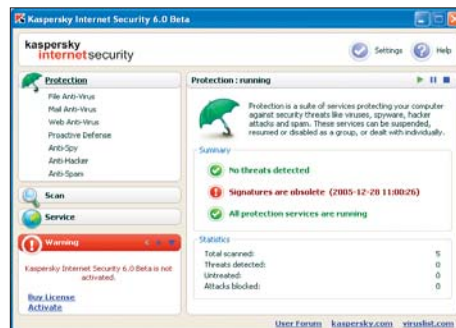 Kaspersky Internet Security 6.0 Beta
kaspersky
internet security
Settings
Help
Protection
File Anti-Virus
Mail Anti-Virus
Web Anti-Virus
Proactive Defense
Anti-Spy
Anti-Hacker
Anti-Spam
Scan
Service
Warning
Kaspersky Internet Security 6.0 Beta is not
activated.
Buy License
Activate
Protection : running
Protection is a suite of services protecting your computer
against security threats like viruses, spyware, hacker
attacks and spam. These services can be suspended,
resumed or disabled as a group, or dealt with individually.
Summary
No threats detected
Signatures are obsolete (2005-12-28 11:00:26)
All protection services are running
Statistics
Total scanned: 5
Threats detected: 0
Untreated: 0
Attacks blocked: 0
User Forum kaspersky.com viruslist.com